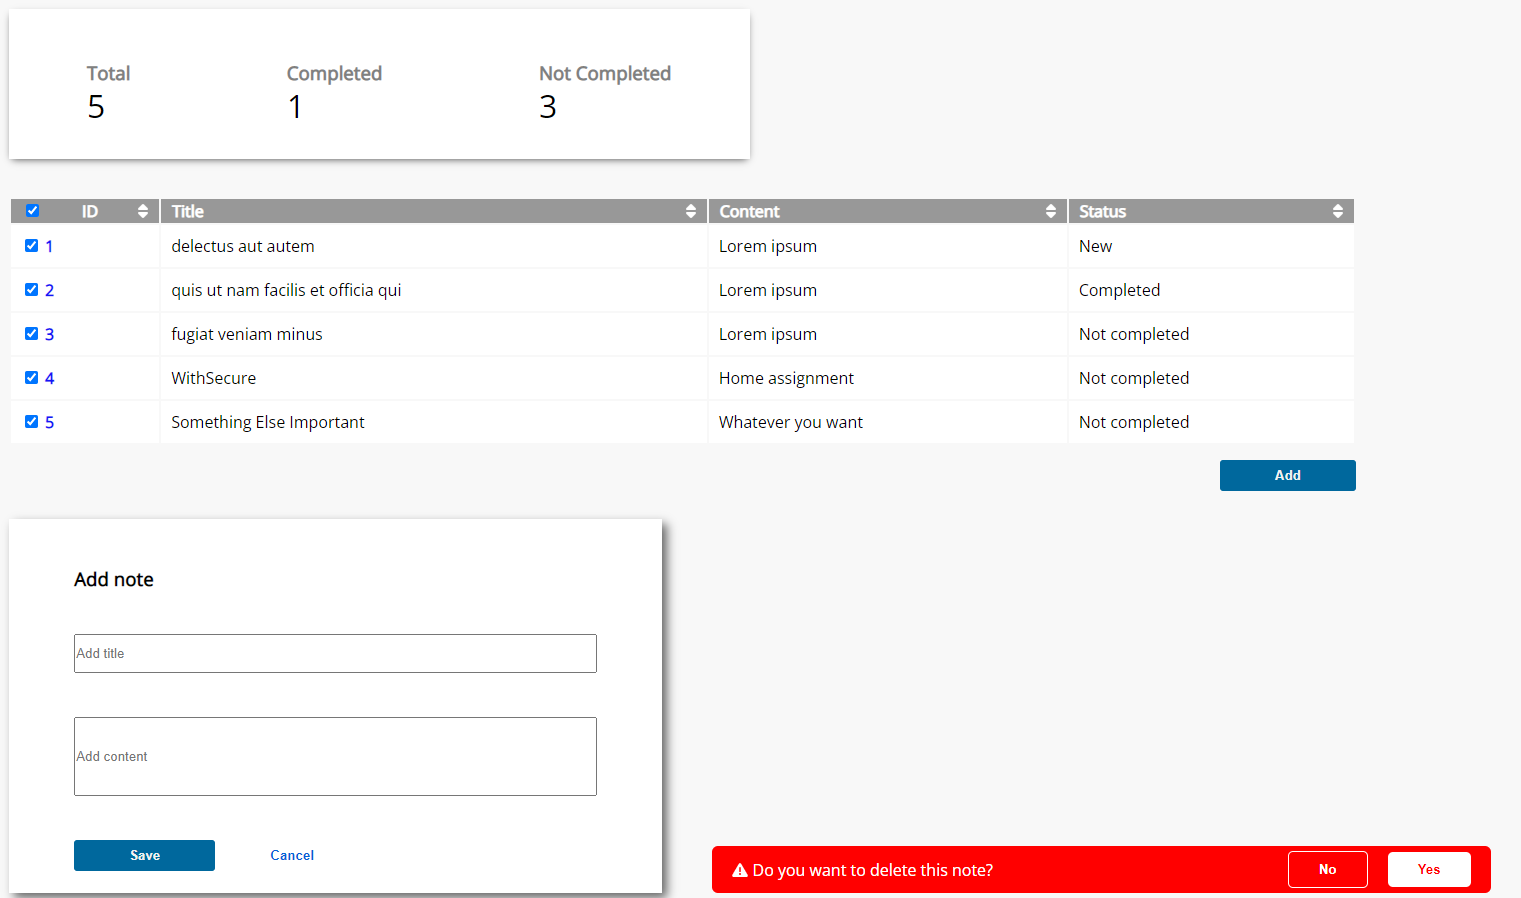 Total Completed Not Completed
5 1 3
ID Title Content Status
1 delectus aut autem Lorem ipsum New
2 quis ut nam facilis et officia qui Lorem ipsum Completed
3 fugiat veniam minus Lorem ipsum Not completed
4 WithSecure Home assignment Not completed
5 Something Else Important Whatever you want Not completed
Add
Add note
Add title
Add content
Save Cancel
Do you want to delete this note? No Yes